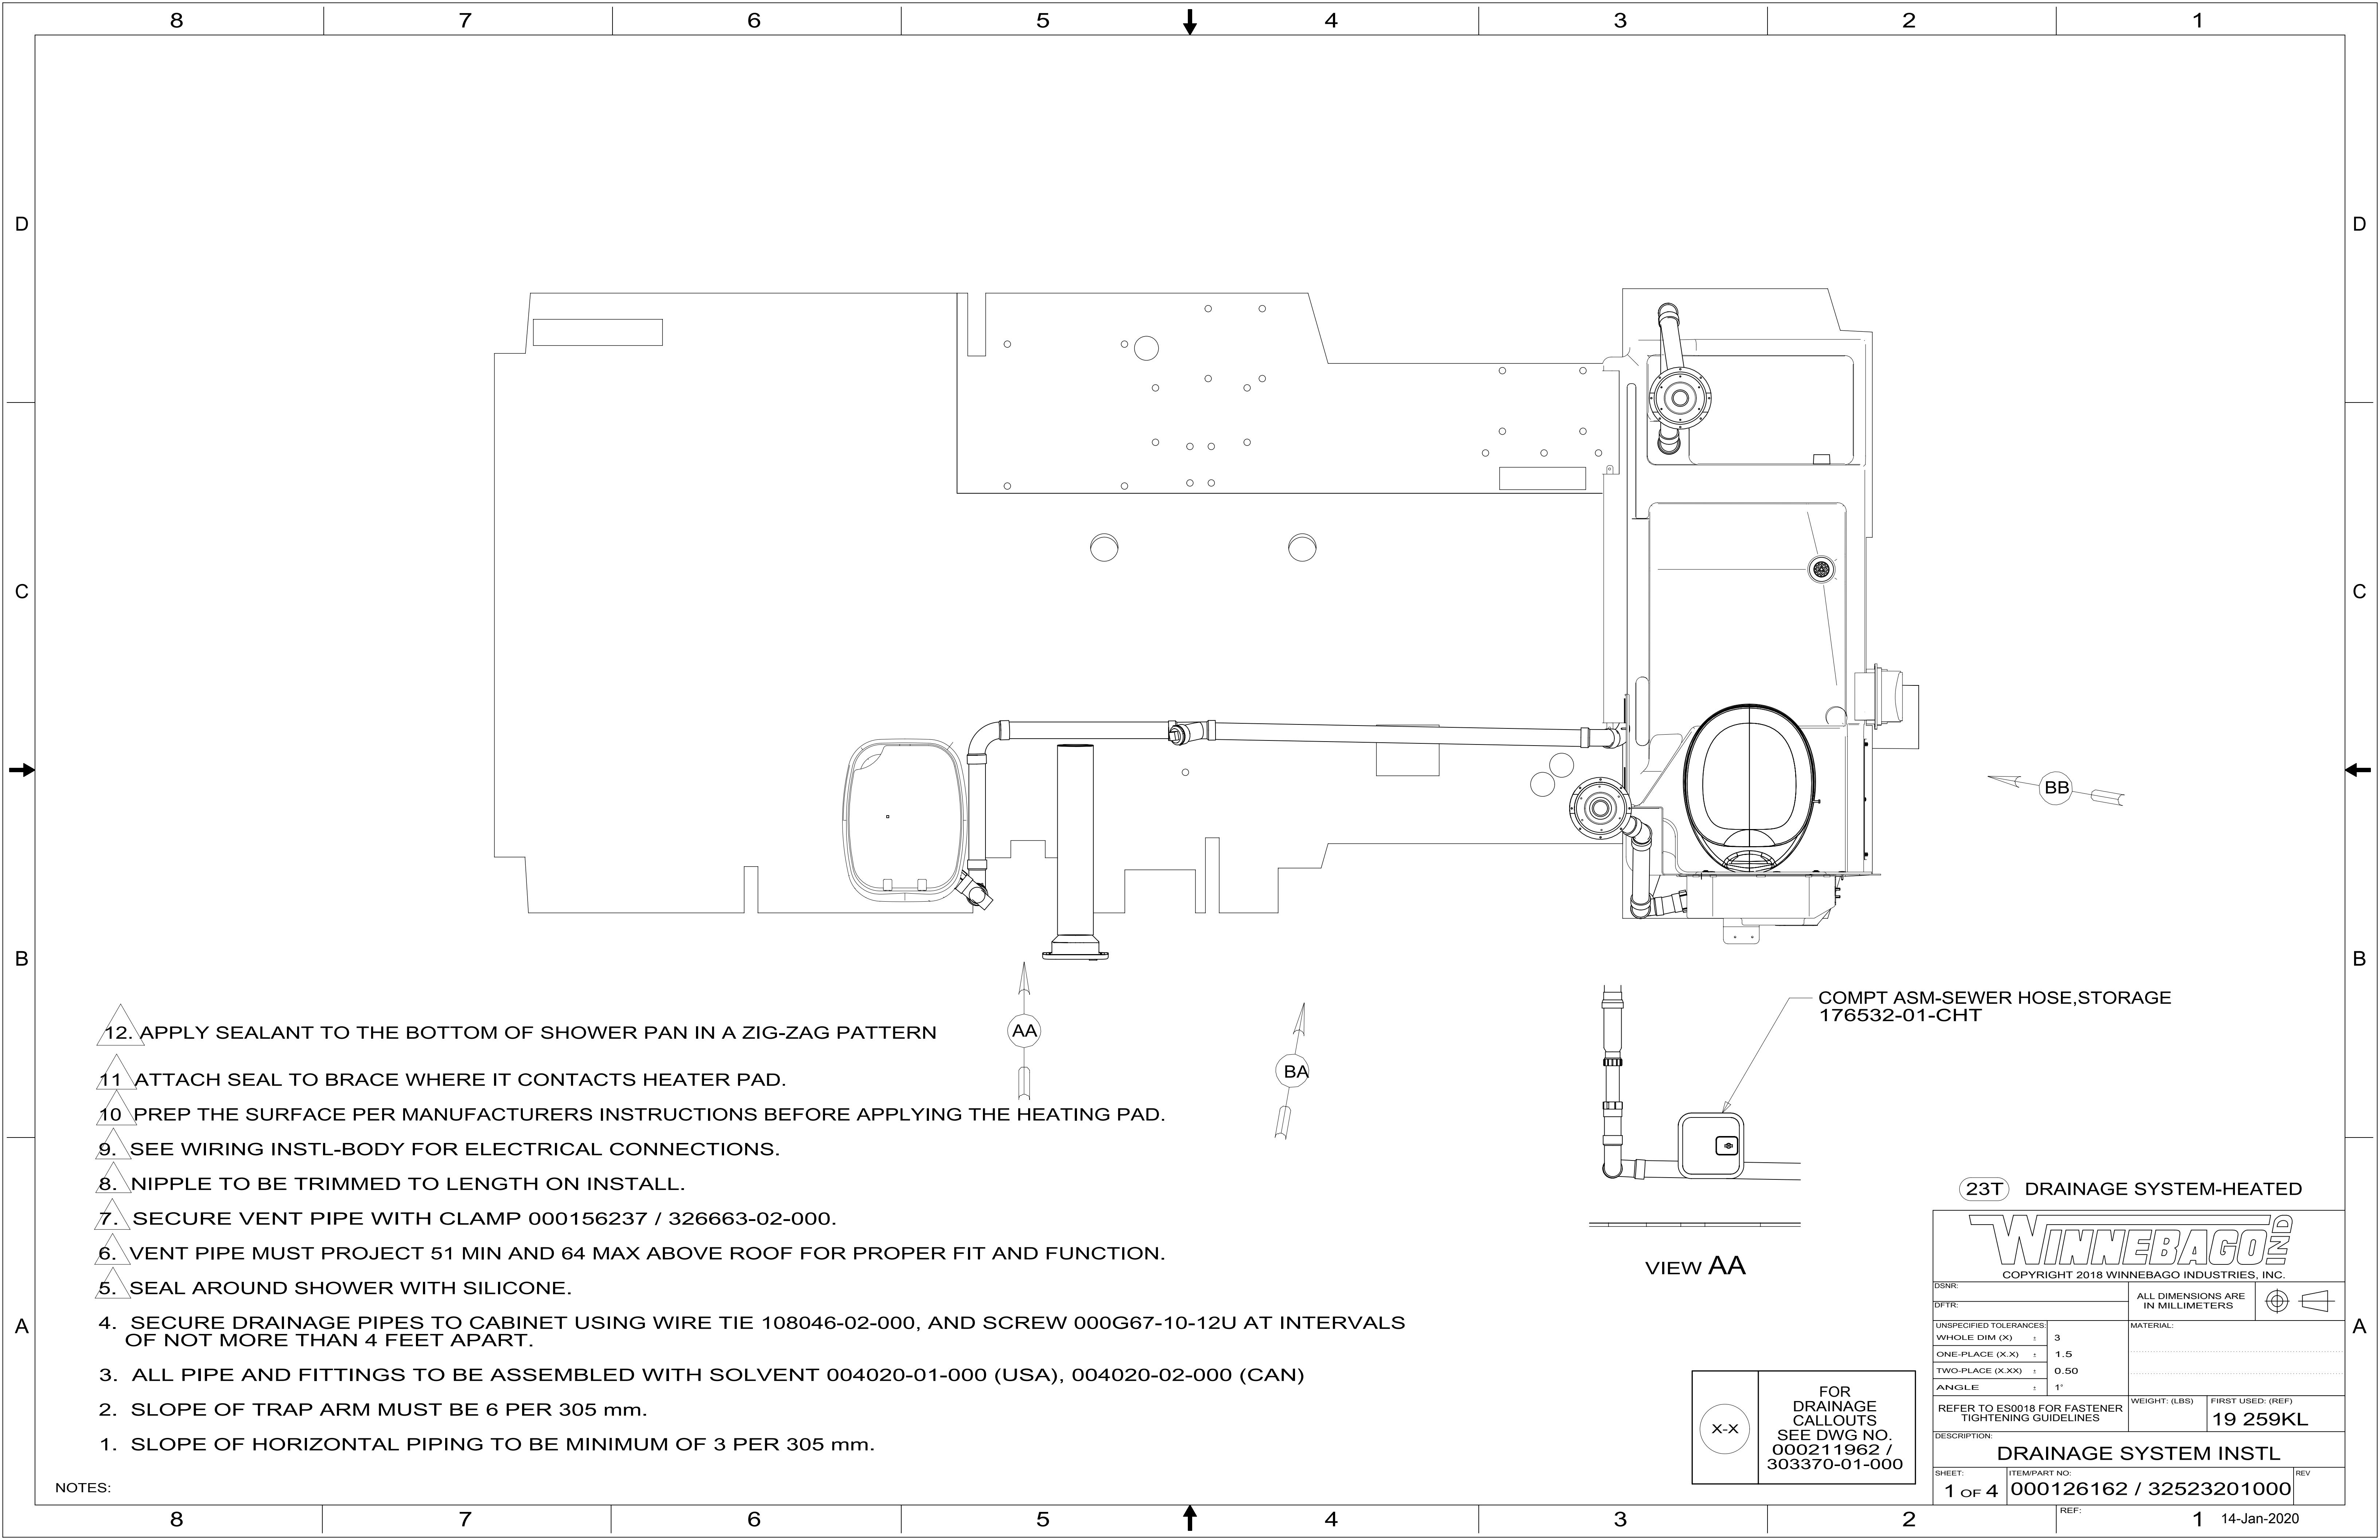 8 7 6 5 4 3 2 1
D D
C C
B B
A A
BB
AA
BA
COMPT ASM-SEWER HOSE,STORAGE
176532-01-CHT
VIEW AA
12. APPLY SEALANT TO THE BOTTOM OF SHOWER PAN IN A ZIG-ZAG PATTERN
11 ATTACH SEAL TO BRACE WHERE IT CONTACTS HEATER PAD.
10 PREP THE SURFACE PER MANUFACTURERS INSTRUCTIONS BEFORE APPLYING THE HEATING PAD.
9. SEE WIRING INSTL-BODY FOR ELECTRICAL CONNECTIONS.
8. NIPPLE TO BE TRIMMED TO LENGTH ON INSTALL.
7. SECURE VENT PIPE WITH CLAMP 000156237 / 326663-02-000.
6. VENT PIPE MUST PROJECT 51 MIN AND 64 MAX ABOVE ROOF FOR PROPER FIT AND FUNCTION.
5. SEAL AROUND SHOWER WITH SILICONE.
4. SECURE DRAINAGE PIPES TO CABINET USING WIRE TIE 108046-02-000, AND SCREW 000G67-10-12U AT INTERVALS
OF NOT MORE THAN 4 FEET APART.
3. ALL PIPE AND FITTINGS TO BE ASSEMBLED WITH SOLVENT 004020-01-000 (USA), 004020-02-000 (CAN)
2. SLOPE OF TRAP ARM MUST BE 6 PER 305 mm.
1. SLOPE OF HORIZONTAL PIPING TO BE MINIMUM OF 3 PER 305 mm.
NOTES:
X-X
FOR
DRAINAGE
CALLOUTS
SEE DWG NO.
000211962 /
303370-01-000
23T DRAINAGE SYSTEM-HEATED
WINNEBAGO IND
COPYRIGHT 2018 WINNEBAGO INDUSTRIES, INC.
DSNR:
DFTR:
ALL DIMENSIONS ARE
IN MILLIMETERS
UNSPECIFIED TOLERANCES:
WHOLE DIM (X) ± 3
ONE-PLACE (X.X) ± 1.5
TWO-PLACE (X.XX) ± 0.50
ANGLE ± 1°
MATERIAL:
REFER TO ES0018 FOR FASTENER
TIGHTENING GUIDELINES
WEIGHT: (LBS)
FIRST USED: (REF)
19 259KL
DESCRIPTION:
DRAINAGE SYSTEM INSTL
SHEET:
1 OF 4
ITEM/PART NO:
000126162 / 32523201000
REV
REF:
8 7 6 5 4 3 2 1
14-Jan-2020